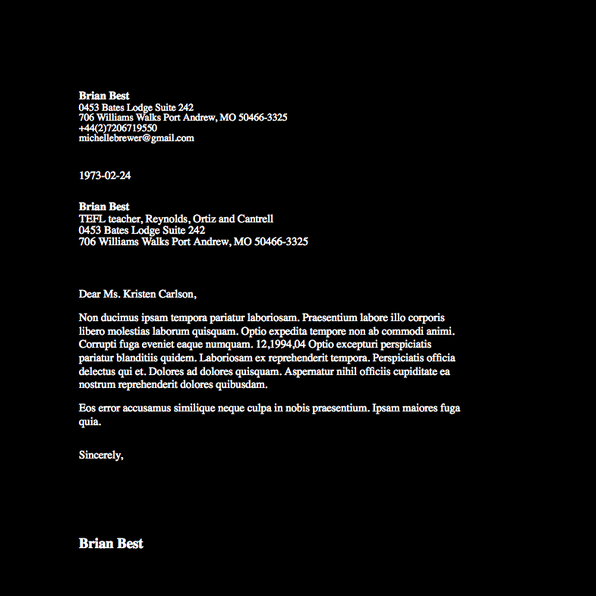 Brian Best
0453 Bates Lodge Suite 242
706 Williams Walks Port Andrew, MO 50466-3325
+44(2)7206719550
michellebrewer@gmail.com
1973-02-24
Brian Best
TEFL teacher, Reynolds, Ortiz and Cantrell
0453 Bates Lodge Suite 242
706 Williams Walks Port Andrew, MO 50466-3325
Dear Ms. Kristen Carlson,
Non ducimus ipsam tempora pariatur laboriosam. Praesentium labore illo corporis
libero molestias laborum quisquam. Optio expedita tempore non ab commodi animi.
Corrupti fuga eveniet eaque numquam. 12,1994,04 Optio excepturi perspiciatis
pariatur blanditiis quidem. Laboriosam ex reprehenderit tempora. Perspiciatis officia
delectus qui et. Dolores ad dolores quisquam. Aspernatur nihil officiis cupiditate ea
nostrum reprehenderit dolores quibusdam.
Eos error accusamus similique neque culpa in nobis praesentium. Ipsam maiores fuga
quia.
Sincerely,
Brian Best